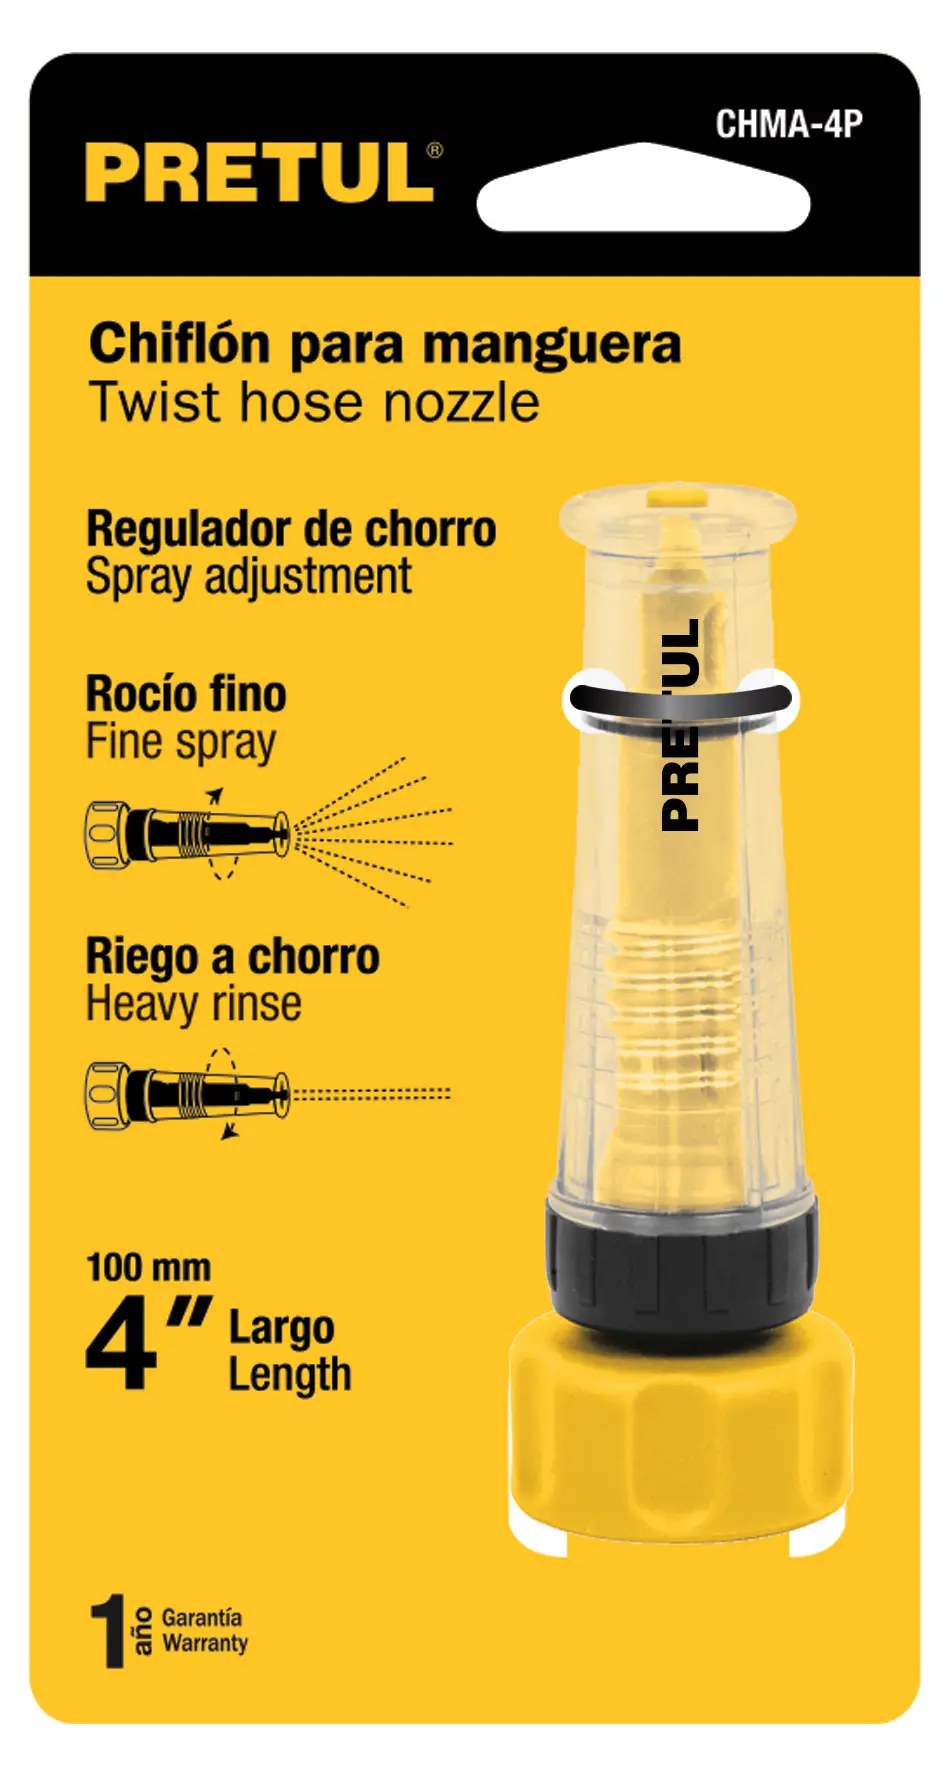 CHMA-4P
PRETUL®
Chiflón para manguera
Twist hose nozzle
Regulador de chorro
Spray adjustment
Rocío fino
Fine spray
Riego a chorro
Heavy rinse
100 mm
4”
Largo
Length
1 año
Garantía
Warranty
PRETUL